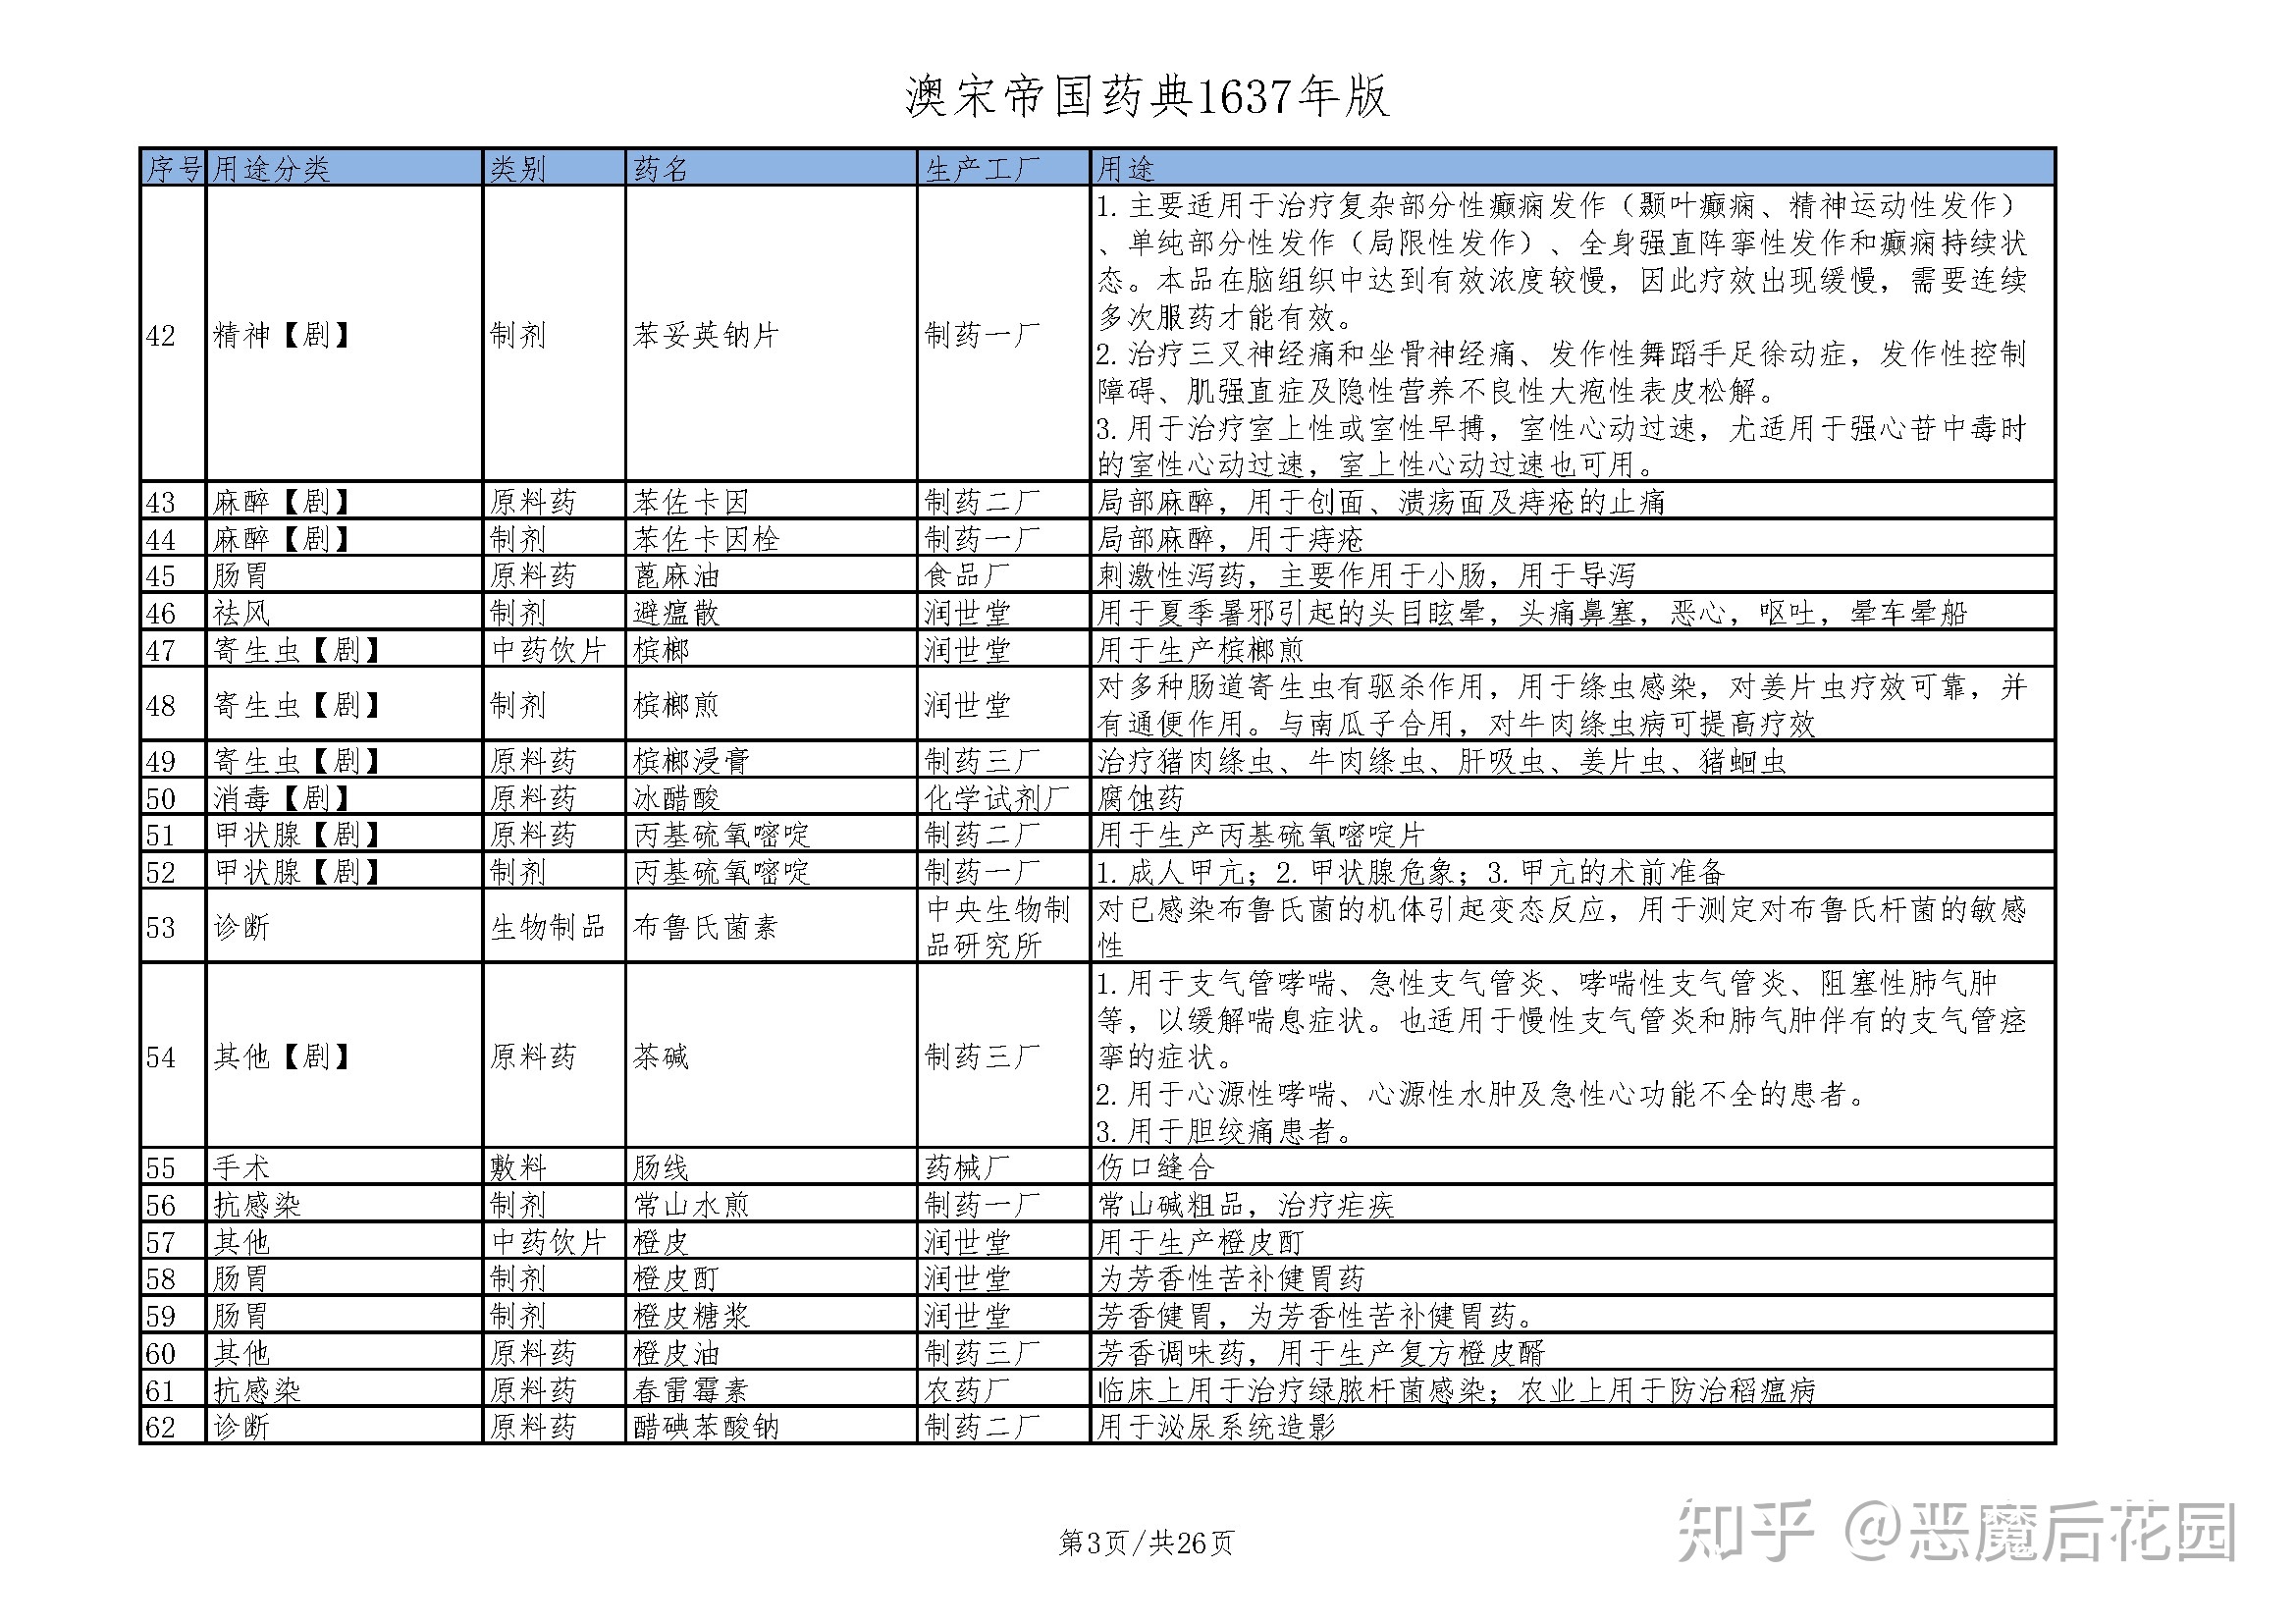 澳宋帝国药典1637年版
序号 用途分类 类别 药名 生产工厂 用途
42 精神【剧】 制剂 苯妥英钠片 制药一厂
1.主要适用于治疗复杂部分性癫痫发作（颞叶癫痫、精神运动性发作）
、单纯部分性发作（局限性发作）、全身强直阵挛性发作和癫痫持续状
态。本品在脑组织中达到有效浓度较慢，因此疗效出现缓慢，需要连续
多次服药才能有效。
2.治疗三叉神经痛和坐骨神经痛、发作性舞蹈手足徐动症，发作性控制
障碍、肌强直症及隐性营养不良性大疱性表皮松解。
3.用于治疗室上性或室性早搏，室性心动过速，尤适用于强心苷中毒时
的室性心动过速，室上性心动过速也可用。
43 麻醉【剧】 原料药 苯佐卡因 制药二厂 局部麻醉，用于创面、溃疡面及痔疮的止痛
44 麻醉【剧】 制剂 苯佐卡因栓 制药一厂 局部麻醉，用于痔疮
45 肠胃 原料药 蓖麻油 食品厂 刺激性泻药，主要作用于小肠，用于导泻
46 祛风 制剂 避瘟散 润世堂 用于夏季暑邪引起的头目眩晕，头痛鼻塞，恶心，呕吐，晕车晕船
47 寄生虫【剧】 中药饮片 槟榔 润世堂 用于生产槟榔煎
48 寄生虫【剧】 制剂 槟榔煎 润世堂
对多种肠道寄生虫有驱杀作用，用于绦虫感染，对姜片虫疗效可靠，并
有通便作用。与南瓜子合用，对牛肉绦虫病可提高疗效
49 寄生虫【剧】 原料药 槟榔浸膏 制药三厂 治疗猪肉绦虫、牛肉绦虫、肝吸虫、姜片虫、猪蛔虫
50 消毒【剧】 原料药 冰醋酸 化学试剂厂 腐蚀药
51 甲状腺【剧】 原料药 丙基硫氧嘧啶 制药二厂 用于生产丙基硫氧嘧啶片
52 甲状腺【剧】 制剂 丙基硫氧嘧啶 制药一厂 1.成人甲亢；2.甲状腺危象；3.甲亢的术前准备
53 诊断 生物制品 布鲁氏菌素 中央生物制 对已感染布鲁氏菌的机体引起变态反应，用于测定对布鲁氏杆菌的敏感
品研究所 性
54 其他【剧】 原料药 茶碱 制药三厂
1.用于支气管哮喘、急性支气管炎、哮喘性支气管炎、阻塞性肺气肿
等，以缓解喘息症状。也适用于慢性支气管炎和肺气肿伴有的支气管痉
挛的症状。
2.用于心源性哮喘、心源性水肿及急性心功能不全的患者。
3.用于胆绞痛患者。
55 手术 敷料 肠线 药械厂 伤口缝合
56 抗感染 制剂 常山水煎 制药一厂 常山碱粗品，治疗疟疾
57 其他 中药饮片 橙皮 润世堂 用于生产橙皮酊
58 肠胃 制剂 橙皮酊 润世堂 为芳香性苦补健胃药
59 肠胃 制剂 橙皮糖浆 润世堂 芳香健胃，为芳香性苦补健胃药。
60 其他 原料药 橙皮油 制药三厂 芳香调味药，用于生产复方橙皮醑
61 抗感染 原料药 春雷霉素 农药厂 临床上用于治疗绿脓杆菌感染；农业上用于防治稻瘟病
62 诊断 原料药 醋碘苯酸钠 制药二厂 用于泌尿系统造影
第3页/共26页
知乎 @恶魔后花园